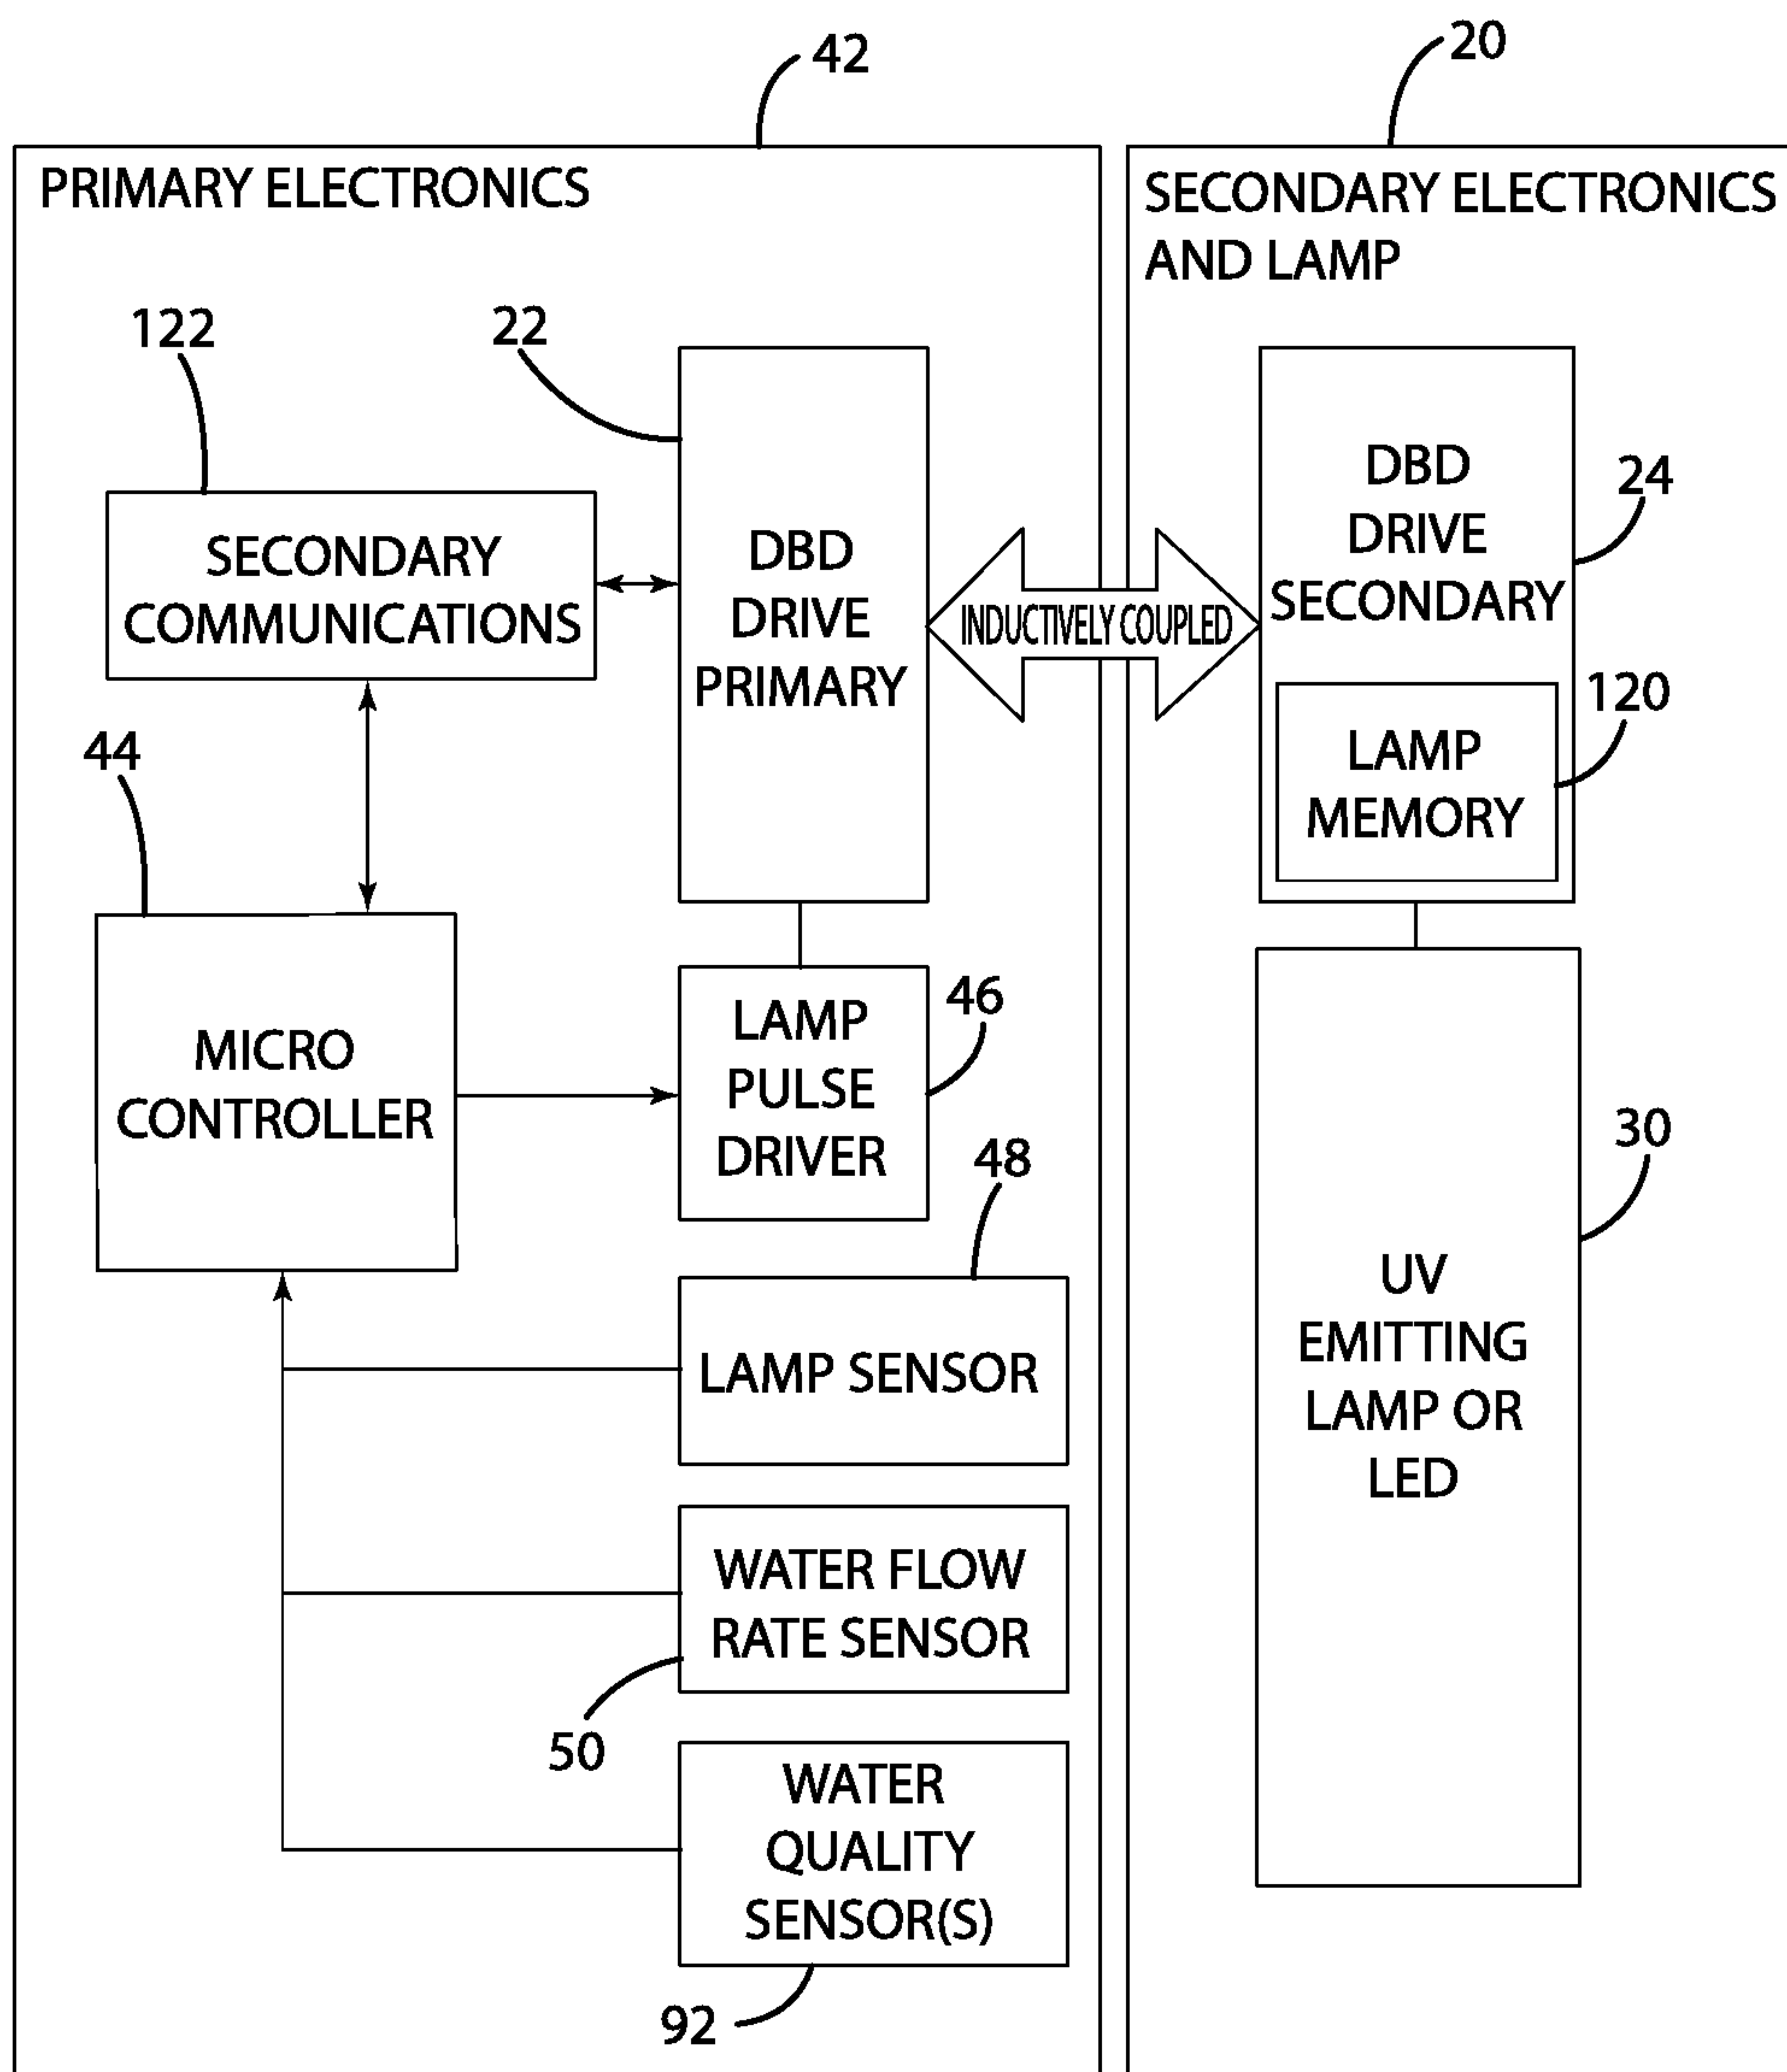 42
20
PRIMARY ELECTRONICS
SECONDARY ELECTRONICS
AND LAMP
122
22
SECONDARY
COMMUNICATIONS
DBD
DRIVE
PRIMARY
INDUCTIVELY COUPLED
DBD
DRIVE
SECONDARY
24
LAMP
MEMORY
120
44
MICRO
CONTROLLER
LAMP
PULSE
DRIVER
46
48
LAMP SENSOR
WATER FLOW
RATE SENSOR
50
WATER
QUALITY
SENSOR(S)
92
UV
EMITTING
LAMP OR
LED
30